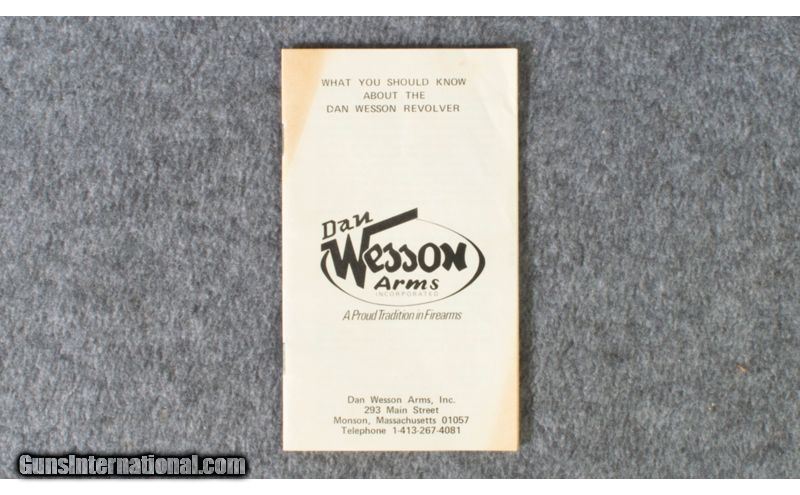 WHAT YOU SHOULD KNOW
ABOUT THE
DAN WESSON REVOLVER
Dan
Wesson
Arms
INCORPORATED
A Proud Tradition in Firearms
Dan Wesson Arms, Inc.
293 Main Street
Monson, Massachusetts 01057
Telephone 1-413-267-4081
GunsInternational.com